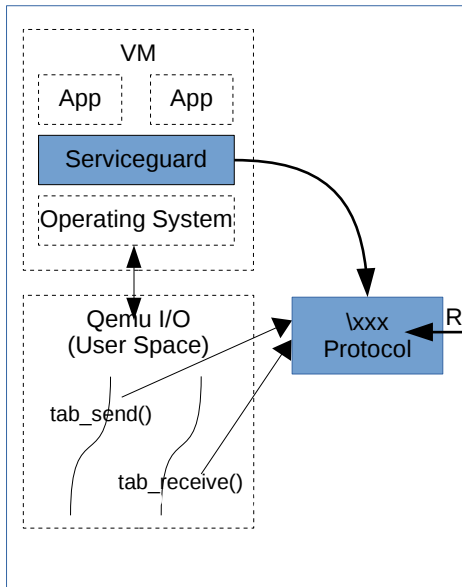 VM
App
App
Serviceguard
Operating System
Qemu I/O
(User Space)
tab_send()
tab_receive()
\xxx
Protocol
R